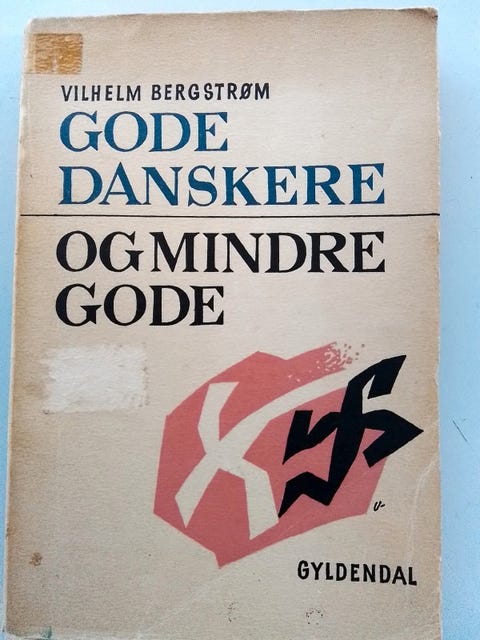 VILHELM BERGSTRØM
GODE
DANSKERE
OG MINDRE
GODE
GYLDENDAL